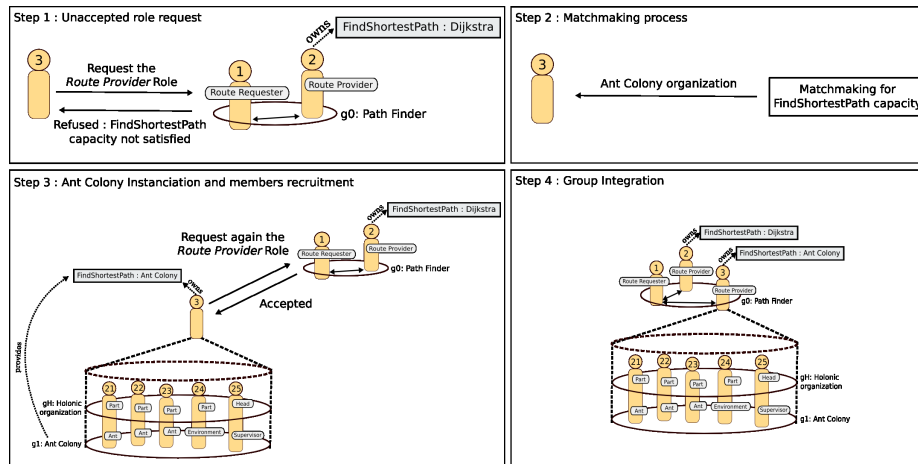 Step 1 : Unaccepted role request
FindShortestPath : Dijkstra
owns
3
Request the
Route Provider Role
1
2
Route Requester
Route Provider
g0: Path Finder
Refused : FindShortestPath
capacity not satisfied
Step 2 : Matchmaking process
3
Ant Colony organization
Matchmaking for
FindShortestPath capacity
Step 3 : Ant Colony Instanciation and members recruitment
FindShortestPath : Dijkstra
owns
Request again the
Route Provider Role
1
2
Route Requester
Route Provider
g0: Path Finder
FindShortestPath : Ant Colony
owns
3
Accepted
provides
21
22
23
24
25
gH: Holonic
organization
Part
Part
Part
Part
Head
g1: Ant Colony
Ant
Ant
Ant
Environment
Supervisor
Step 4 : Group Integration
FindShortestPath : Dijkstra
owns
FindShortestPath : Ant Colony
owns
1
2
3
Route Requester
Route Provider
Route Provider
g0: Path Finder
21
22
23
24
25
Part
Part
Part
Part
Head
gH: Holonic
organization
Ant
Ant
Ant
Environment
Supervisor
g1: Ant Colony